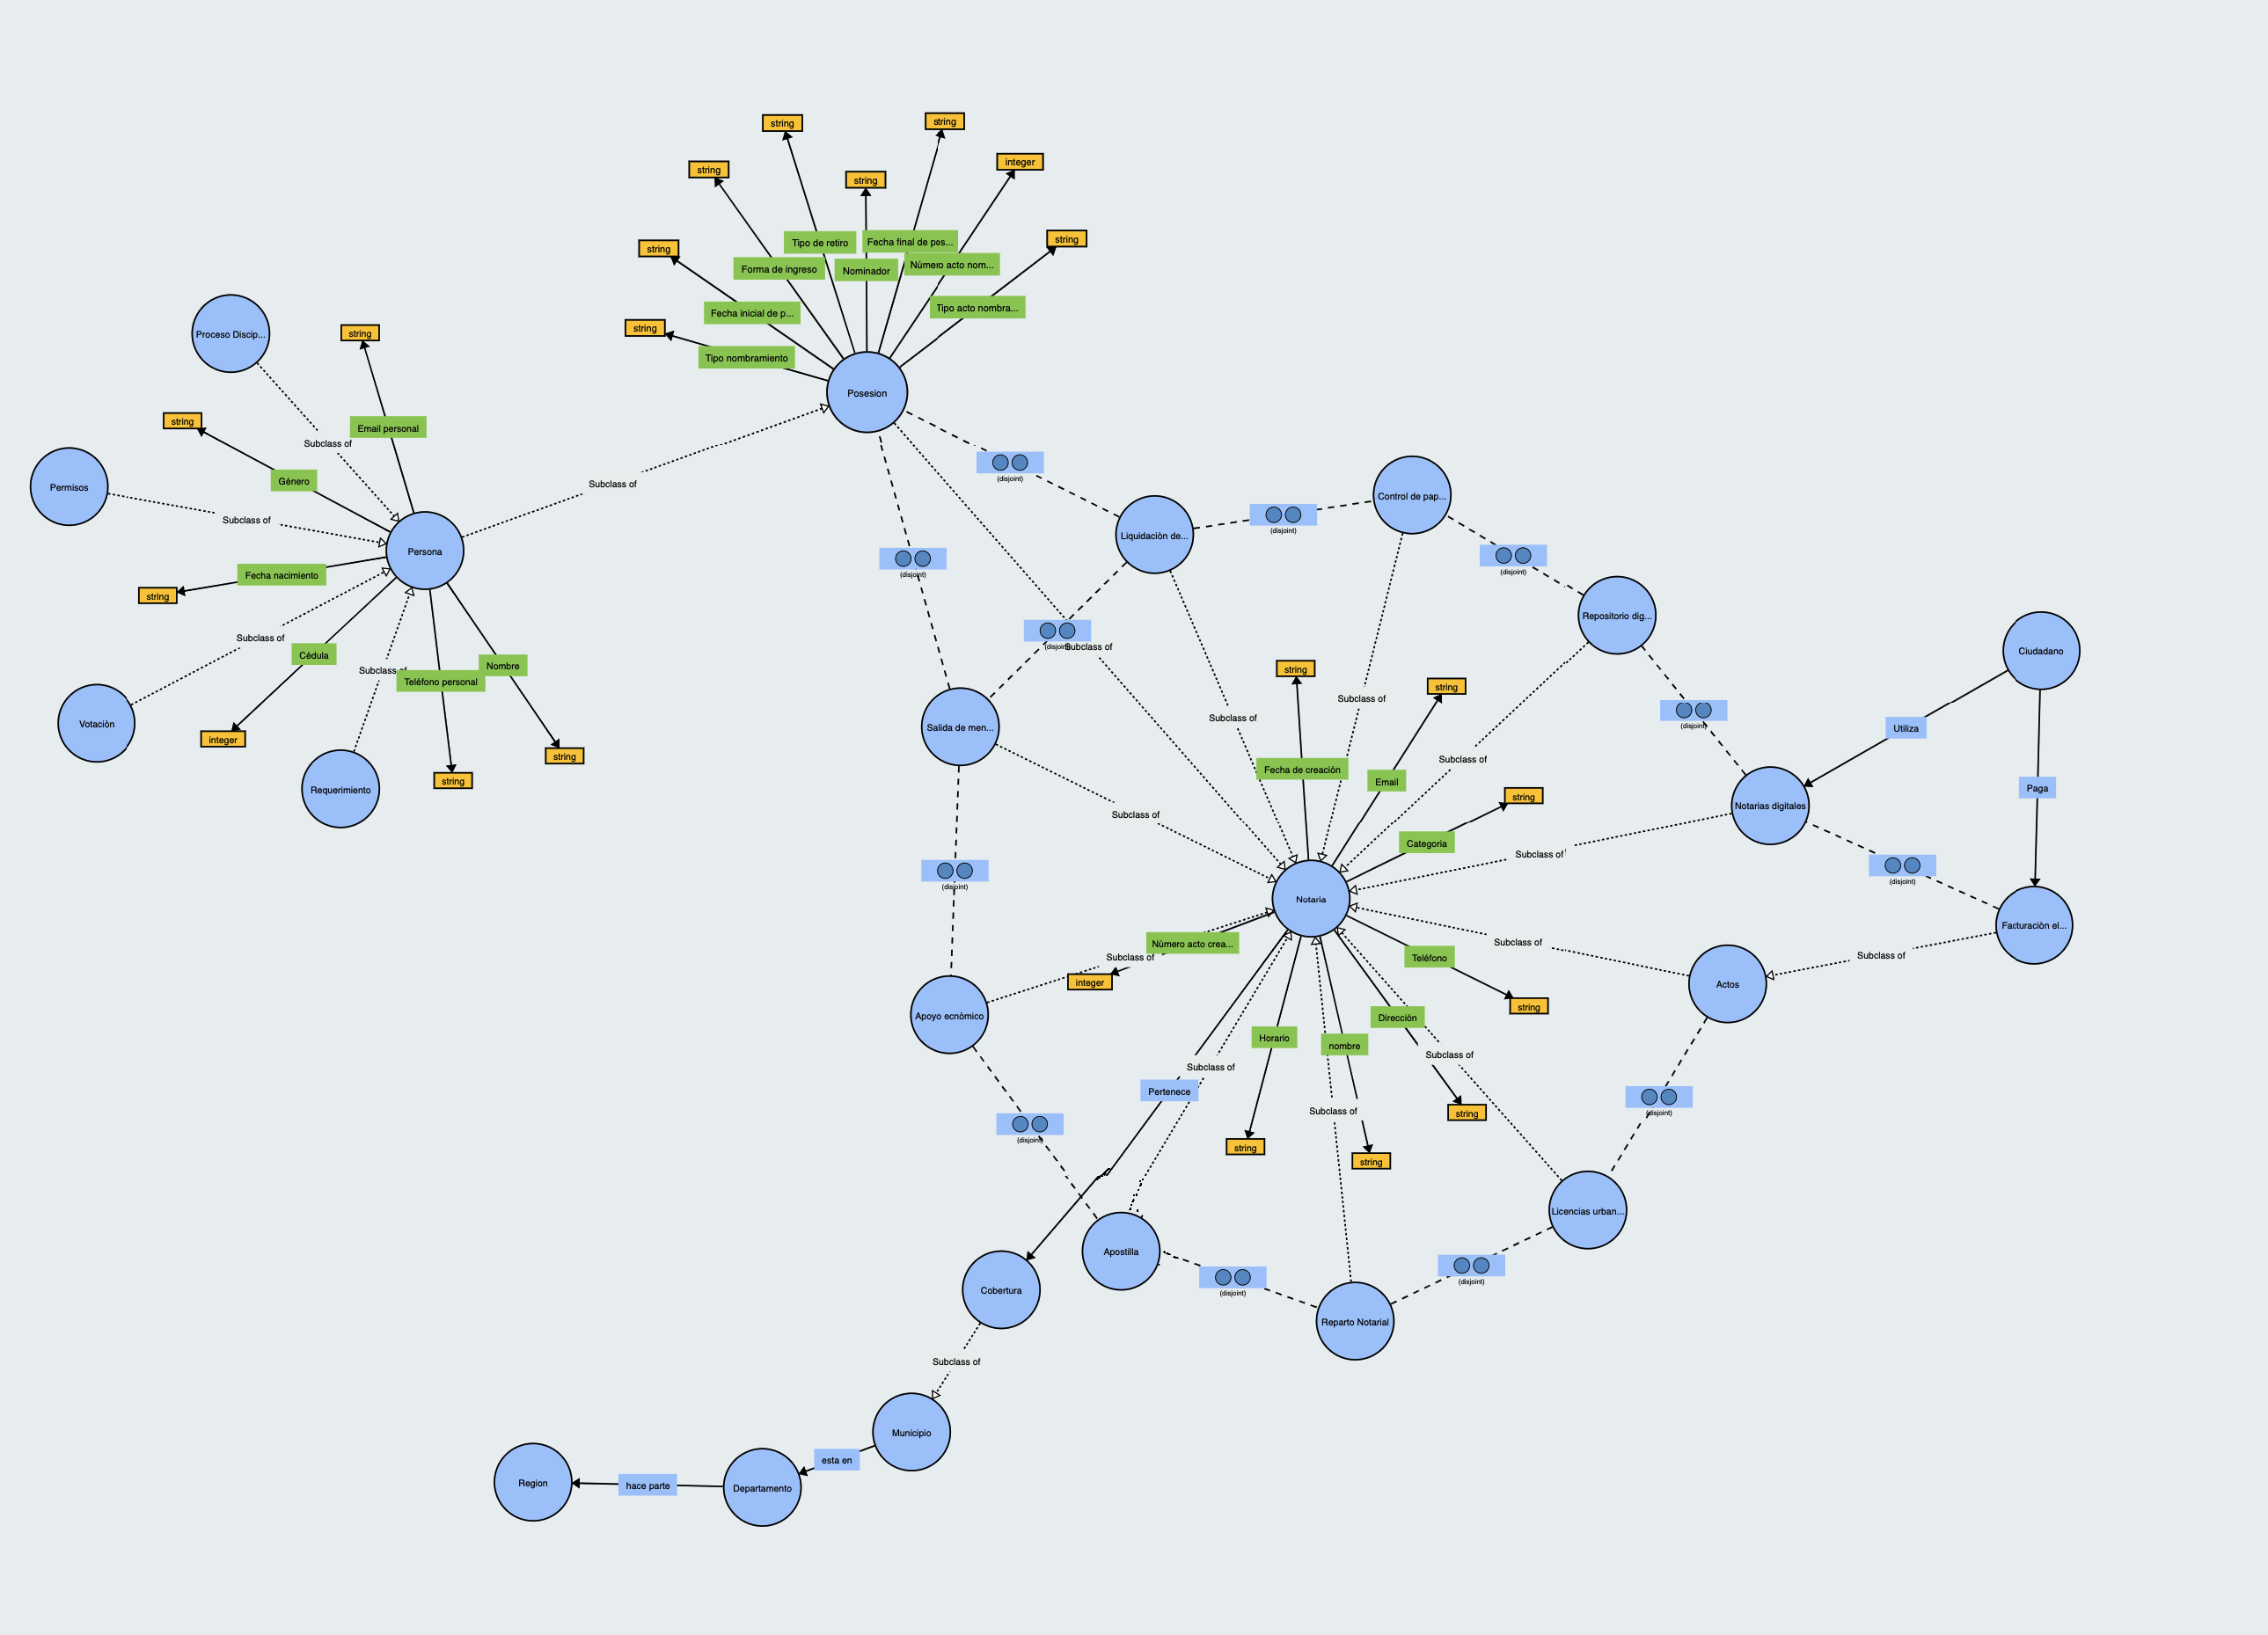 string
string
integer
string
string
string
string
string
Tipo de retiro
Fecha final de pos...
Número acto nom...
Forma de ingreso
Nominador
Fecha inicial de p...
Tipo acto nombra...
Tipo nombramiento
Posesion
Proceso Discip...
string
Email personal
string
Subclass of
Género
Permisos
Subclass of
Persona
Subclass of
Fecha nacimiento
string
Subclass of
Cédula
Subclass of
Teléfono personal
Nombre
Votaciòn
integer
string
string
Requerimiento
(disjoint)
Liquidaciòn de...
Control de pap...
(disjoint)
(disjoint)
(disjoint)
Repositorio dig...
(disjoint)
Subclass of
Ciudadano
string
string
Subclass of
Subclass of
(disjoint)
Salida de men...
Utiliza
Subclass of
Fecha de creación
Email
Paga
string
Notarias digitales
Subclass of
Categoria
Subclass of
(disjoint)
(disjoint)
Notaria
Facturaciòn el...
Número acto crea...
Subclass of
Subclass of
Teléfono
Subclass of
integer
Actos
string
Apoyo ecnòmico
Dirección
Horario
nombre
Subclass of
Subclass of
Pertenece
Subclass of
string
(disjoint)
(disjoint)
string
string
Licencias urban...
Apostilla
Cobertura
(disjoint)
(disjoint)
Reparto Notarial
Subclass of
Municipio
esta en
Region
hace parte
Departamento